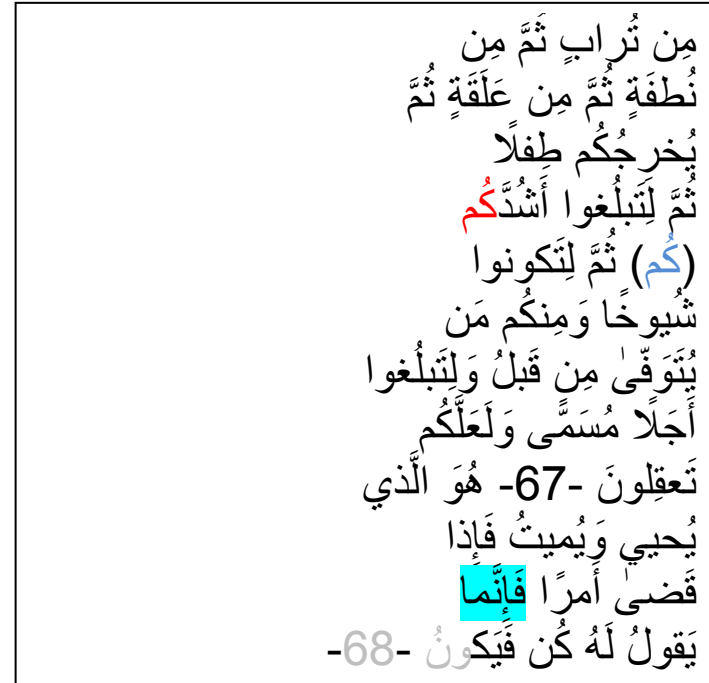 مِن تُرابٍ ثُمَّ مِن
نُطفَةٍ ثُمَّ مِن عَلَقَةٍ ثُمَّ
يُخرِجُكُم طِفلًا
ثُمَّ لِتَبلُغوا أَشُدَّكُم
(كُم) ثُمَّ لِتَكونوا
شُيوخًا وَمِنكُم مَن
يُتَوَفّىٰ مِن قَبلُ وَلِتَبلُغوا
أَجَلًا مُسَمًّى وَلَعَلَّكُم
تَعقِلونَ -67- هُوَ الَّذي
يُحيي وَيُميتُ فَإِذا
قَضىٰ أَمرًا فَإِنَّما
يَقولُ لَهُ كُن فَيَكونُ -68-